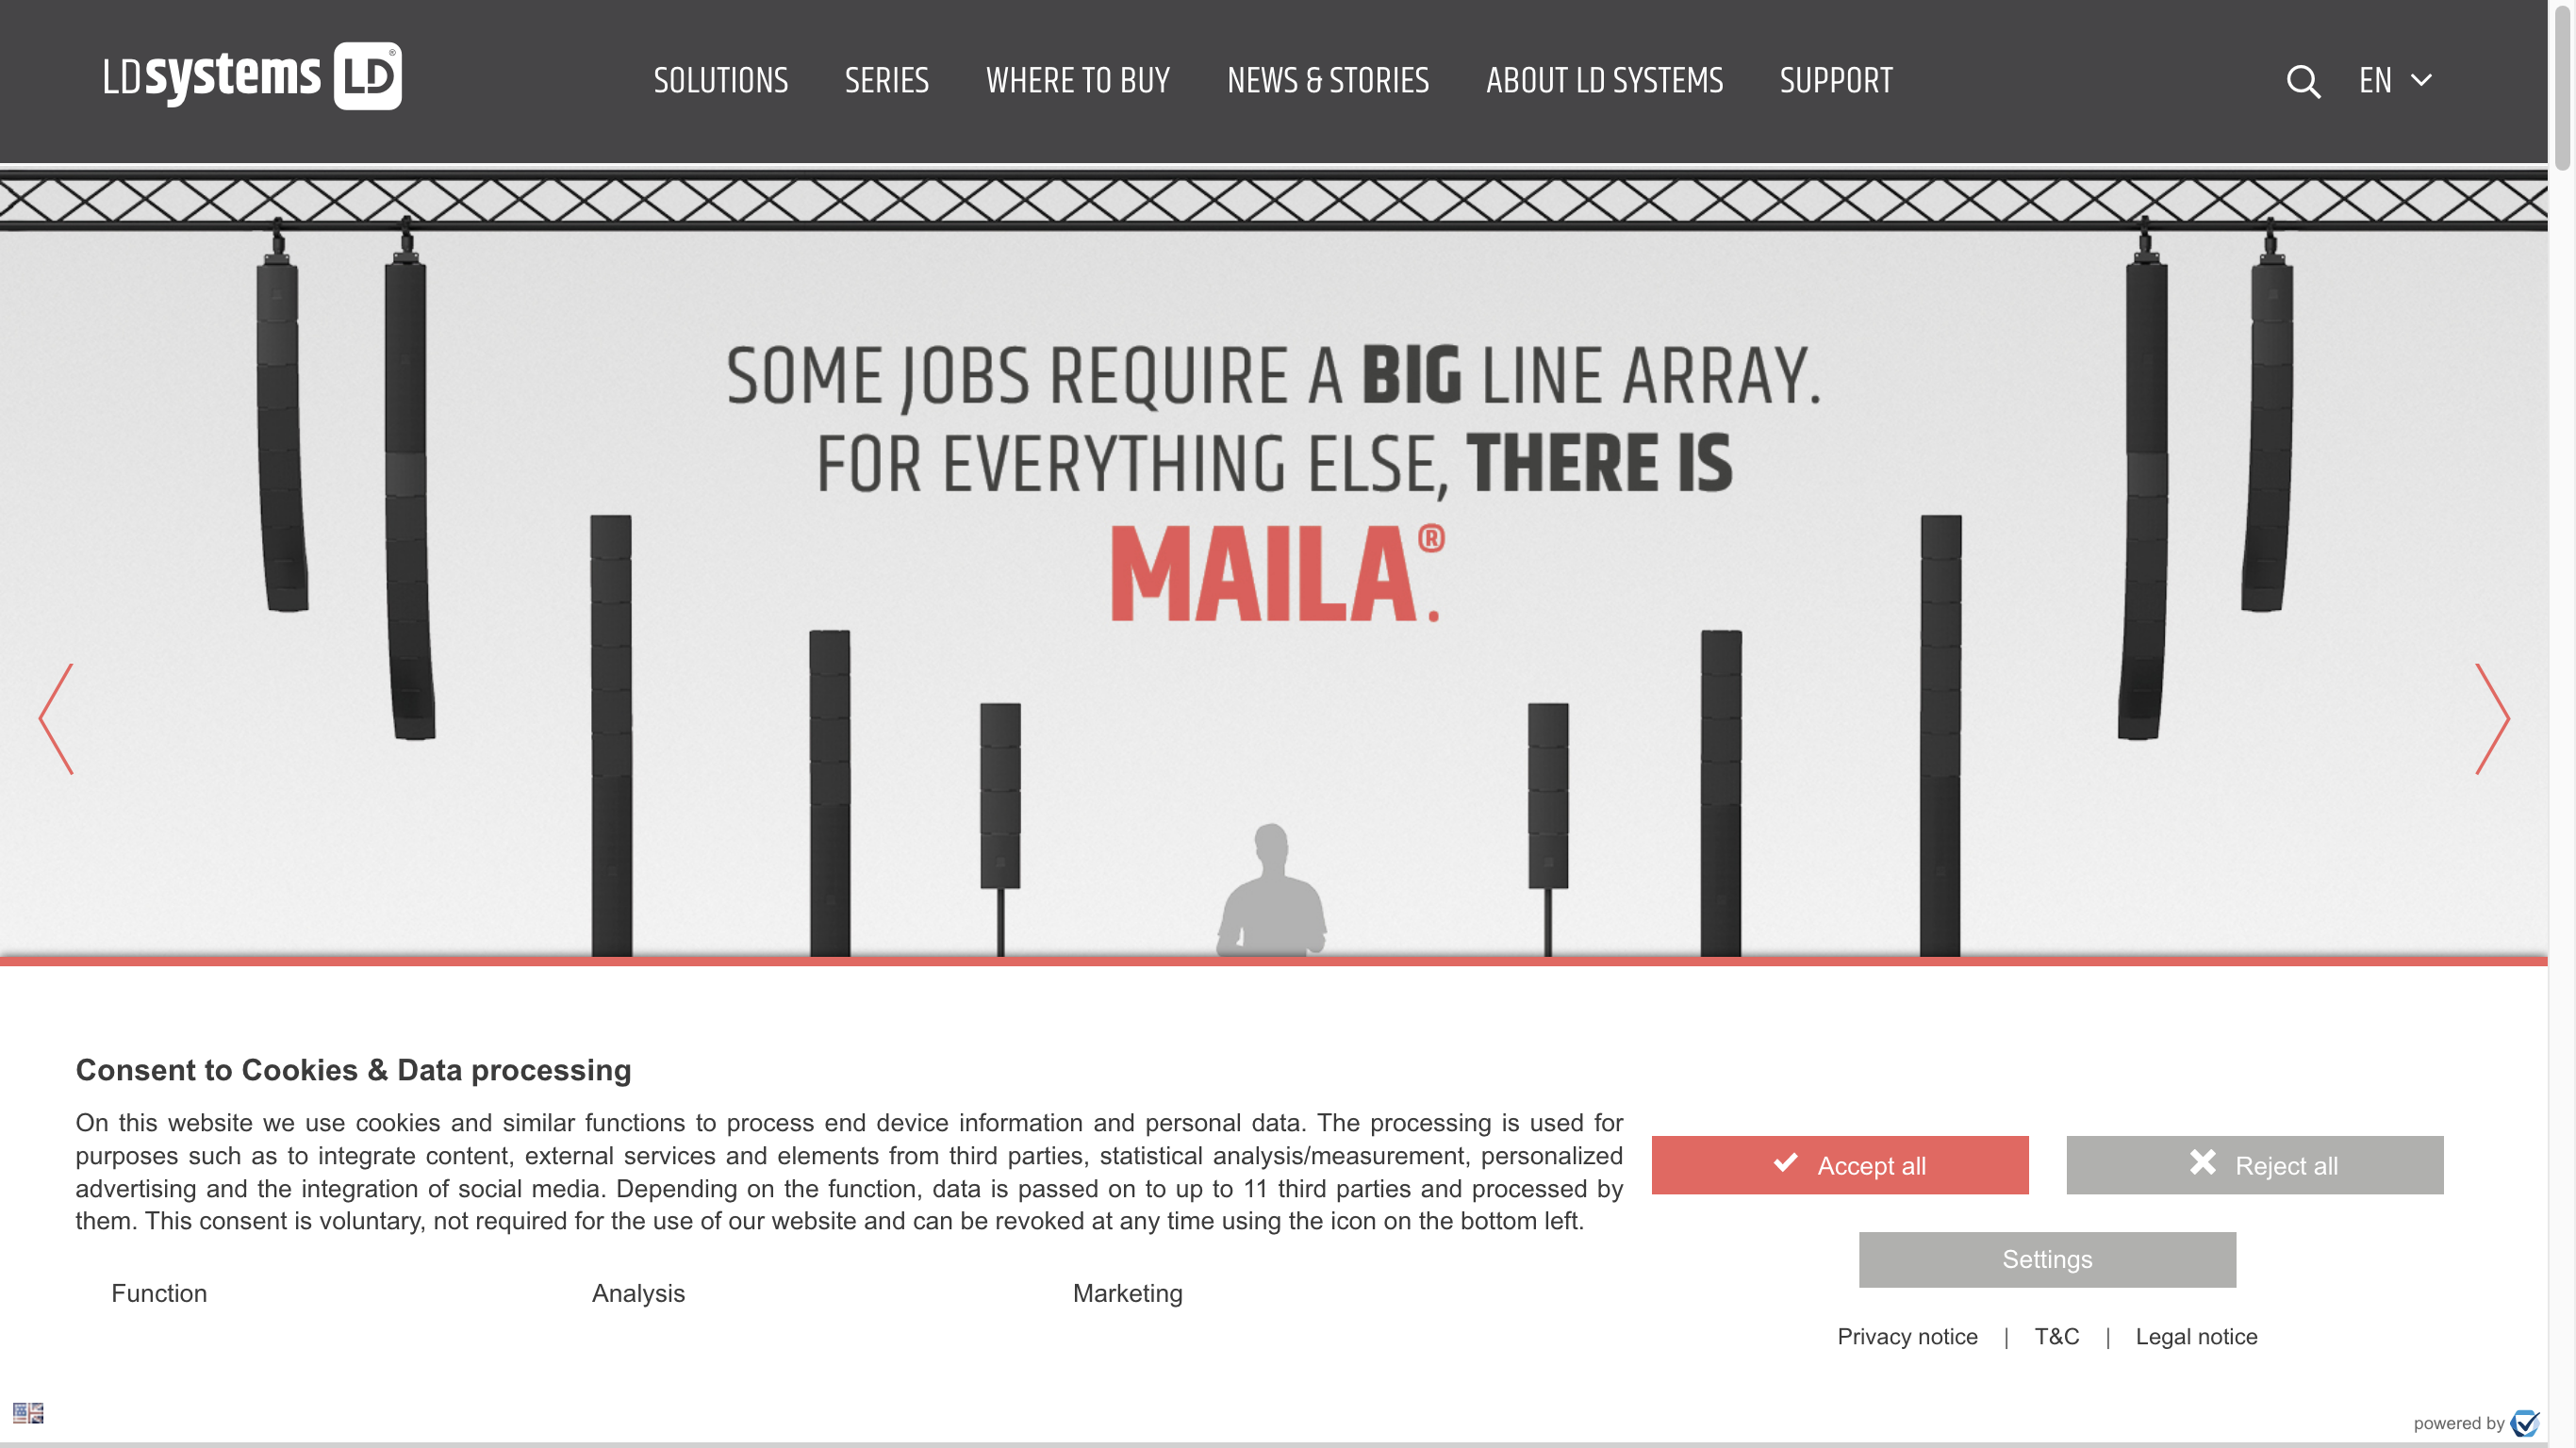 LDsystems LD®
SOLUTIONS SERIES WHERE TO BUY NEWS & STORIES ABOUT LD SYSTEMS SUPPORT EN
SOME JOBS REQUIRE A BIG LINE ARRAY.
FOR EVERYTHING ELSE, THERE IS
MAILA®.
Consent to Cookies & Data processing
On this website we use cookies and similar functions to process end device information and personal data. The processing is used for
purposes such as to integrate content, external services and elements from third parties, statistical analysis/measurement, personalized
advertising and the integration of social media. Depending on the function, data is passed on to up to 11 third parties and processed by
them. This consent is voluntary, not required for the use of our website and can be revoked at any time using the icon on the bottom left.
Function Analysis Marketing
Accept all Reject all
Settings
Privacy notice | T&C | Legal notice
powered by